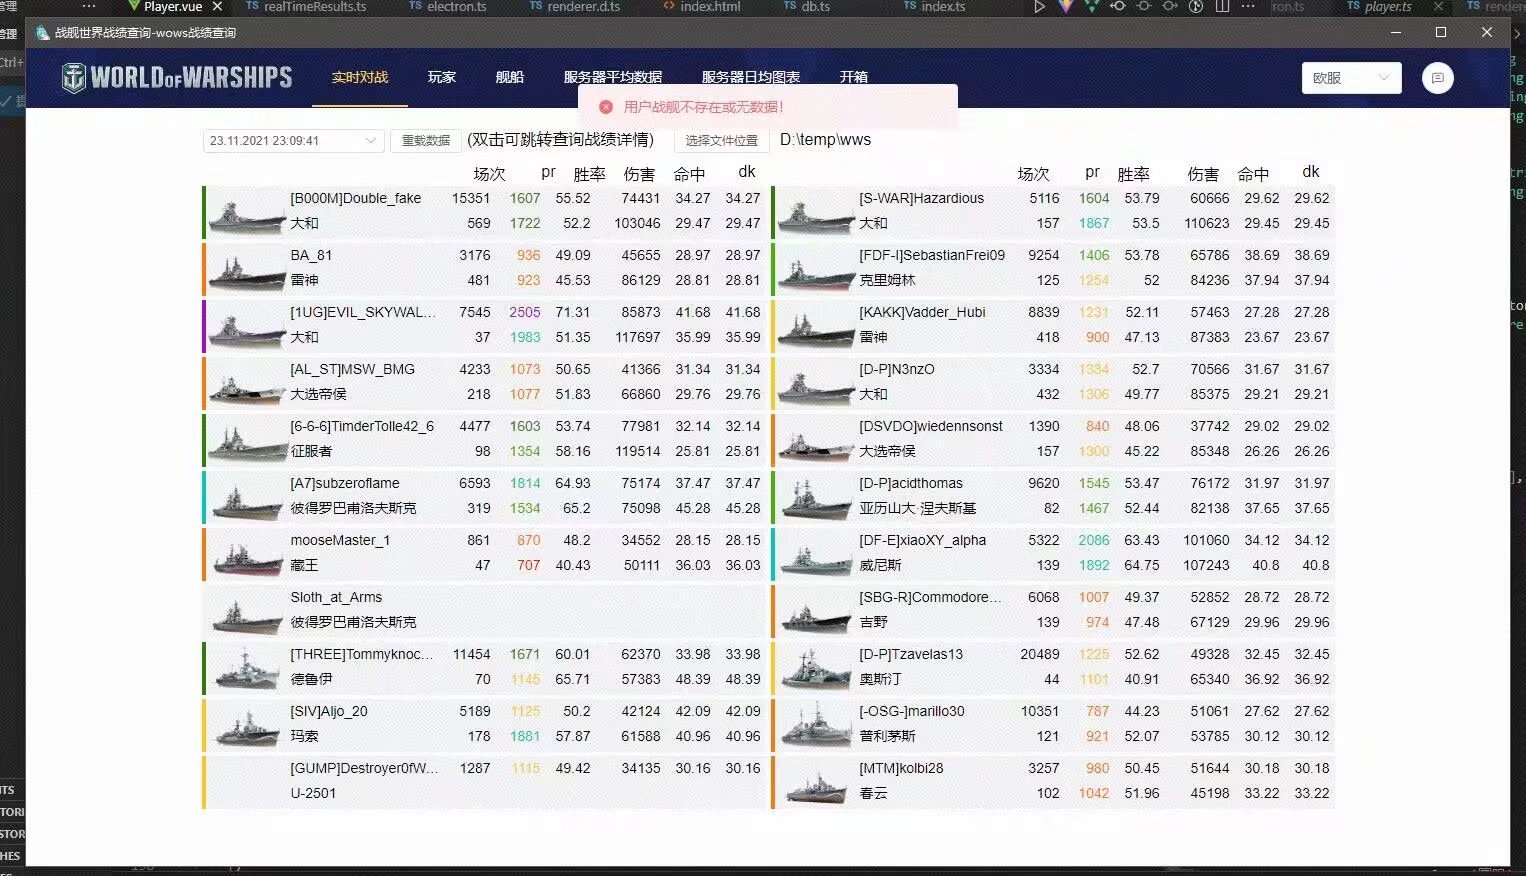 管理 ··· Player.vue × TS realTimeResults.ts TS electron.ts TS renderer.d.ts <> index.html TS db.ts TS index.ts ron.ts TS player.ts × TS
管理
战舰世界战绩查询-wows战绩查询
Ctrl+
WORLD OF WARSHIPS 实时对战 玩家 舰船 服务器平均数据 服务器日均图表 开箱 欧服
用户战舰不存在或无数据!
23.11.2021 23:09:41 重载数据 (双击可跳转查询战绩详情) 选择文件位置 D:\temp\wws
场次 pr 胜率 伤害 命中 dk 场次 pr 胜率 伤害 命中 dk
[B000M]Double_fake 15351 1607 55.52 74431 34.27 34.27 [S-WAR]Hazardious 5116 1604 53.79 60666 29.62 29.62
大和 569 1722 52.2 103046 29.47 29.47 大和 157 1867 53.5 110623 29.45 29.45
BA_81 3176 936 49.09 45655 28.97 28.97 [FDF-I]SebastianFrei09 9254 1406 53.78 65786 38.69 38.69
雷神 481 923 45.53 86129 28.81 28.81 克里姆林 125 1254 52 84236 37.94 37.94
[1UG]EVIL_SKYWAL... 7545 2505 71.31 85873 41.68 41.68 [KAKK]Vadder_Hubi 8839 1231 52.11 57463 27.28 27.28
大和 37 1983 51.35 117697 35.99 35.99 雷神 418 900 47.13 87383 23.67 23.67
[AL_ST]MSW_BMG 4233 1073 50.65 41366 31.34 31.34 [D-P]N3nzO 3334 1334 52.7 70566 31.67 31.67
大选帝侯 218 1077 51.83 66860 29.76 29.76 大和 432 1306 49.77 85375 29.21 29.21
[6-6-6]TimderTolle42_6 4477 1603 53.74 77981 32.14 32.14 [DSVDO]wiedennsonst 1390 840 48.06 37742 29.02 29.02
征服者 98 1354 58.16 119514 25.81 25.81 大选帝侯 157 1300 45.22 85348 26.26 26.26
[A7]subzeroflame 6593 1814 64.93 75174 37.47 37.47 [D-P]acidthomas 9620 1545 53.47 76172 31.97 31.97
彼得罗巴甫洛夫斯克 319 1534 65.2 75098 45.28 45.28 亚历山大·涅夫斯基 82 1467 52.44 82138 37.65 37.65
mooseMaster_1 861 870 48.2 34552 28.15 28.15 [DF-E]xiaoXY_alpha 5322 2086 63.43 101060 34.12 34.12
藏王 47 707 40.43 50111 36.03 36.03 威尼斯 139 1892 64.75 107243 40.8 40.8
Sloth_at_Arms [SBG-R]Commodore... 6068 1007 49.37 52852 28.72 28.72
彼得罗巴甫洛夫斯克 吉野 139 974 47.48 67129 29.96 29.96
[THREE]Tommyknoc... 11454 1671 60.01 62370 33.98 33.98 [D-P]Tzavelas13 20489 1225 52.62 49328 32.45 32.45
德鲁伊 70 1145 65.71 57383 48.39 48.39 奥斯汀 44 1101 40.91 65340 36.92 36.92
[SIV]Aljo_20 5189 1125 50.2 42124 42.09 42.09 [-OSG-]marillo30 10351 787 44.23 51061 27.62 27.62
玛索 178 1881 57.87 61588 40.96 40.96 普利茅斯 121 921 52.07 53785 30.12 30.12
[GUMP]Destroyer0fW... 1287 1115 49.42 34135 30.16 30.16 [MTM]kolbi28 3257 980 50.45 51644 30.18 30.18
U-2501 春云 102 1042 51.96 45198 33.22 33.22